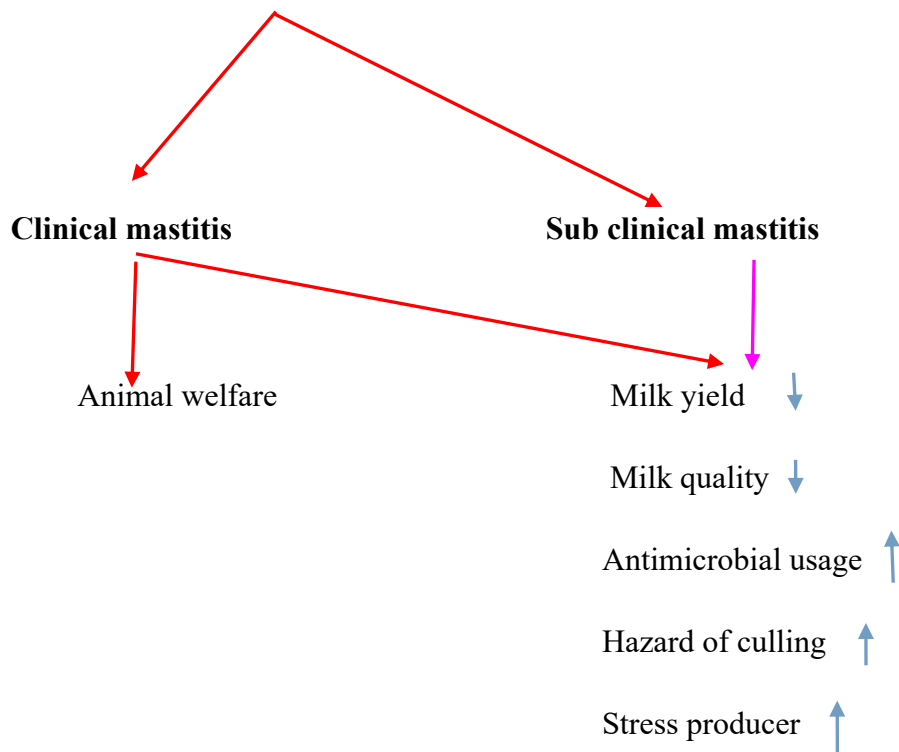 Clinical mastitis
Sub clinical mastitis
Animal welfare
Milk yield
Milk quality
Antimicrobial usage
Hazard of culling
Stress producer